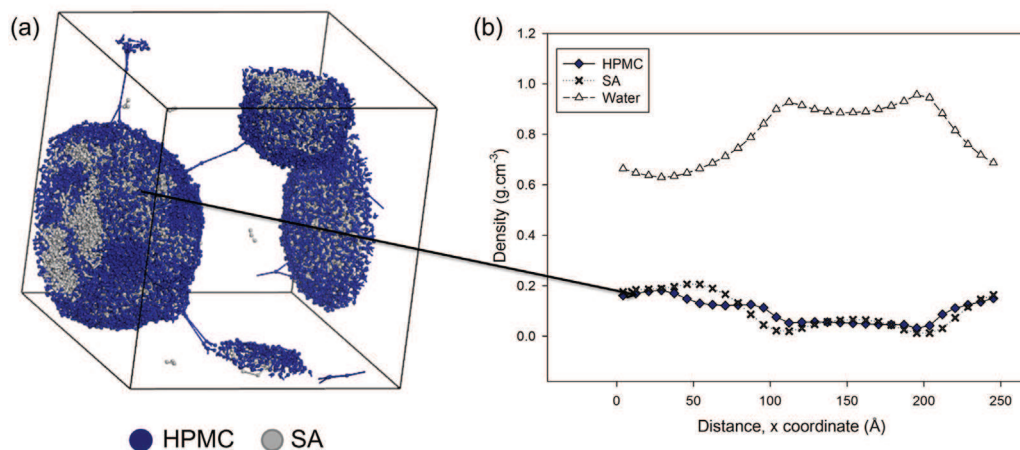 (a)
HPMC SA
(b)
1.2
1.0
0.8
0.6
0.4
0.2
0.0
Density (g.cm-3)
HPMC
SA
Water
0 50 100 150 200 250
Distance, x coordinate (Å)